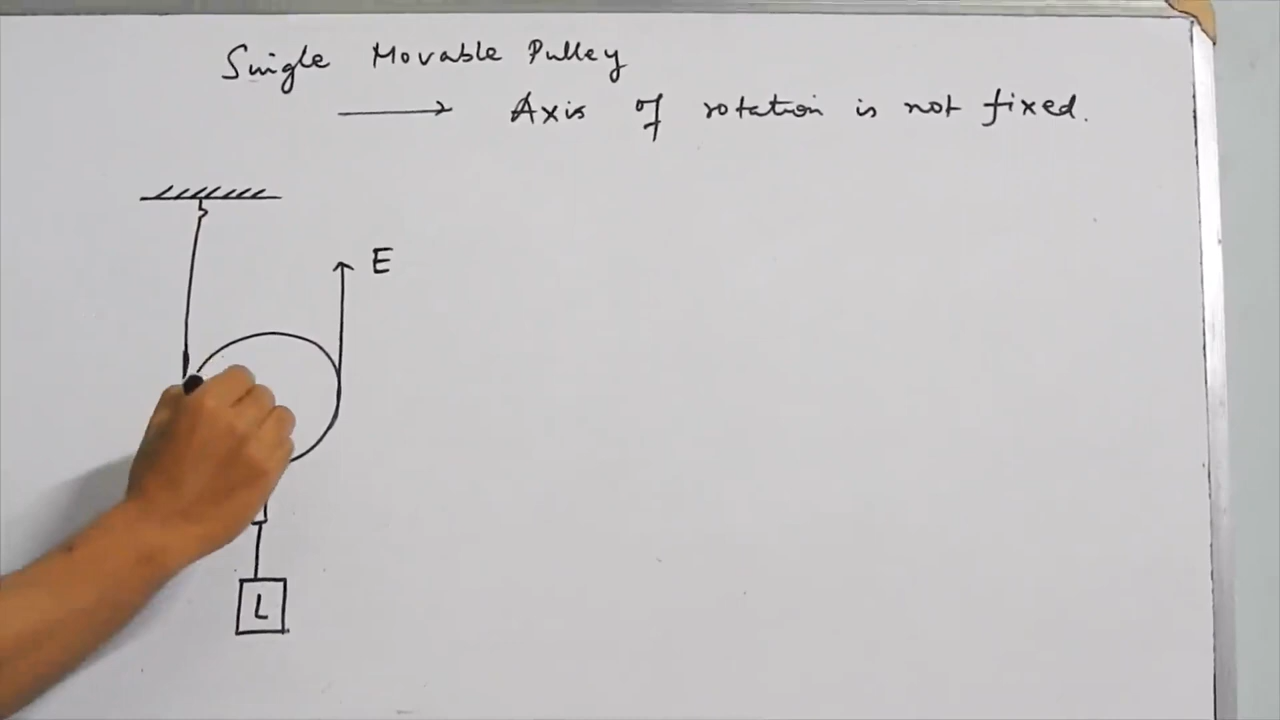 Single Movable Pulley
→ Axis of rotation is not fixed.
E
L